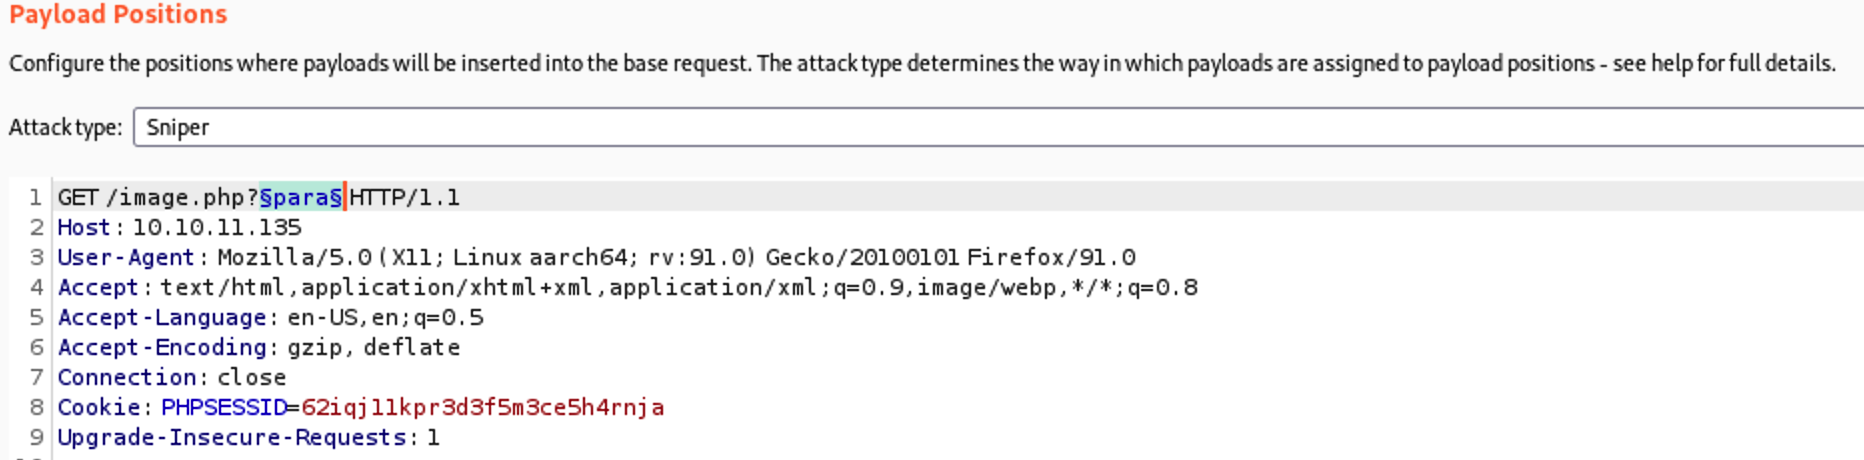 Payload Positions
Configure the positions where payloads will be inserted into the base request. The attack type determines the way in which payloads are assigned to payload positions - see help for full details.
Attack type: Sniper
1 GET /image.php?§para§ HTTP/1.1
2 Host: 10.10.11.135
3 User-Agent: Mozilla/5.0 (X11; Linux aarch64; rv:91.0) Gecko/20100101 Firefox/91.0
4 Accept: text/html,application/xhtml+xml,application/xml;q=0.9,image/webp,*/*;q=0.8
5 Accept-Language: en-US,en;q=0.5
6 Accept-Encoding: gzip, deflate
7 Connection: close
8 Cookie: PHPSESSID=62iqj1lkpr3d3f5m3ce5h4rnja
9 Upgrade-Insecure-Requests: 1